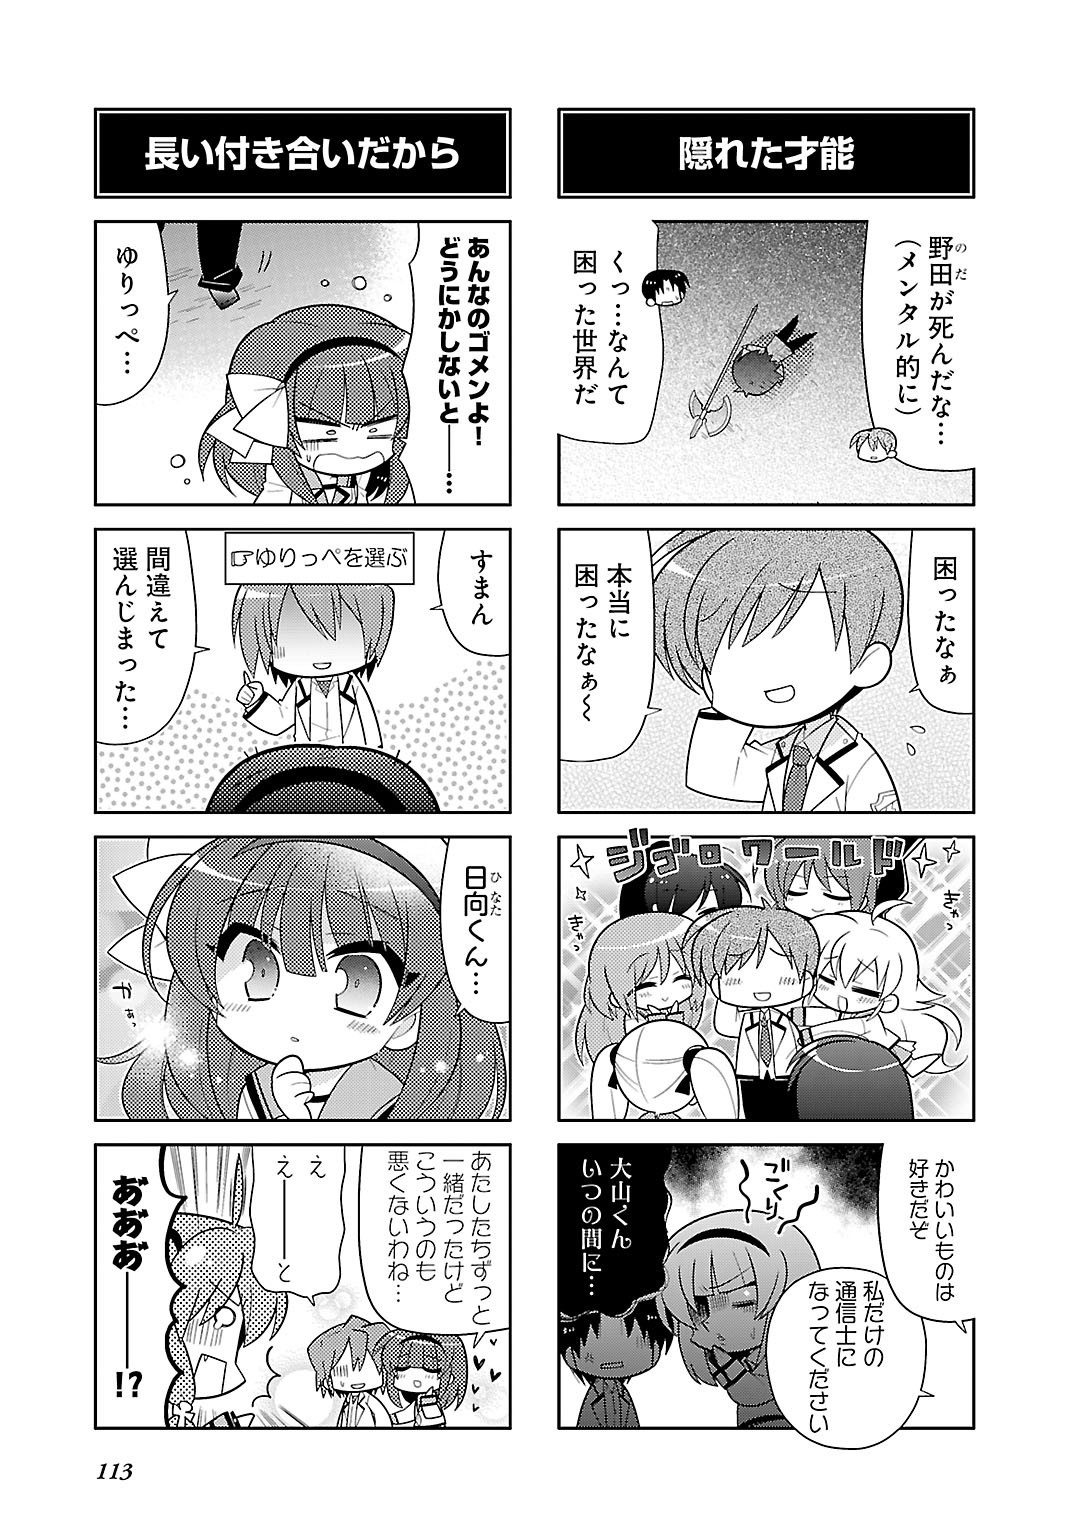 隠れた才能
野田が死んだな…
のだ
(メンタル的に)
くっ…なんて
困った世界だ
困ったなぁ
本当に
困ったなぁ〜
ジゴロワールド
きゃっ
きゃっ
かわいいものは
好きだぞ
私だけの
通信士に
なってください
ごくり
大山くん
いつの間に…
長い付き合いだから
あんなのゴメンよ!
どうにかしないと――…
ゆりっぺ…
すまん
☞ゆりっぺを選ぶ
間違えて
選んじまった…
日向くん…
ひなた
かぁっ
あたしたちずっと
一緒だったけど
こういうのも
悪くないわね…
え
え――と
あ゛あ゛あ゛――!?
113